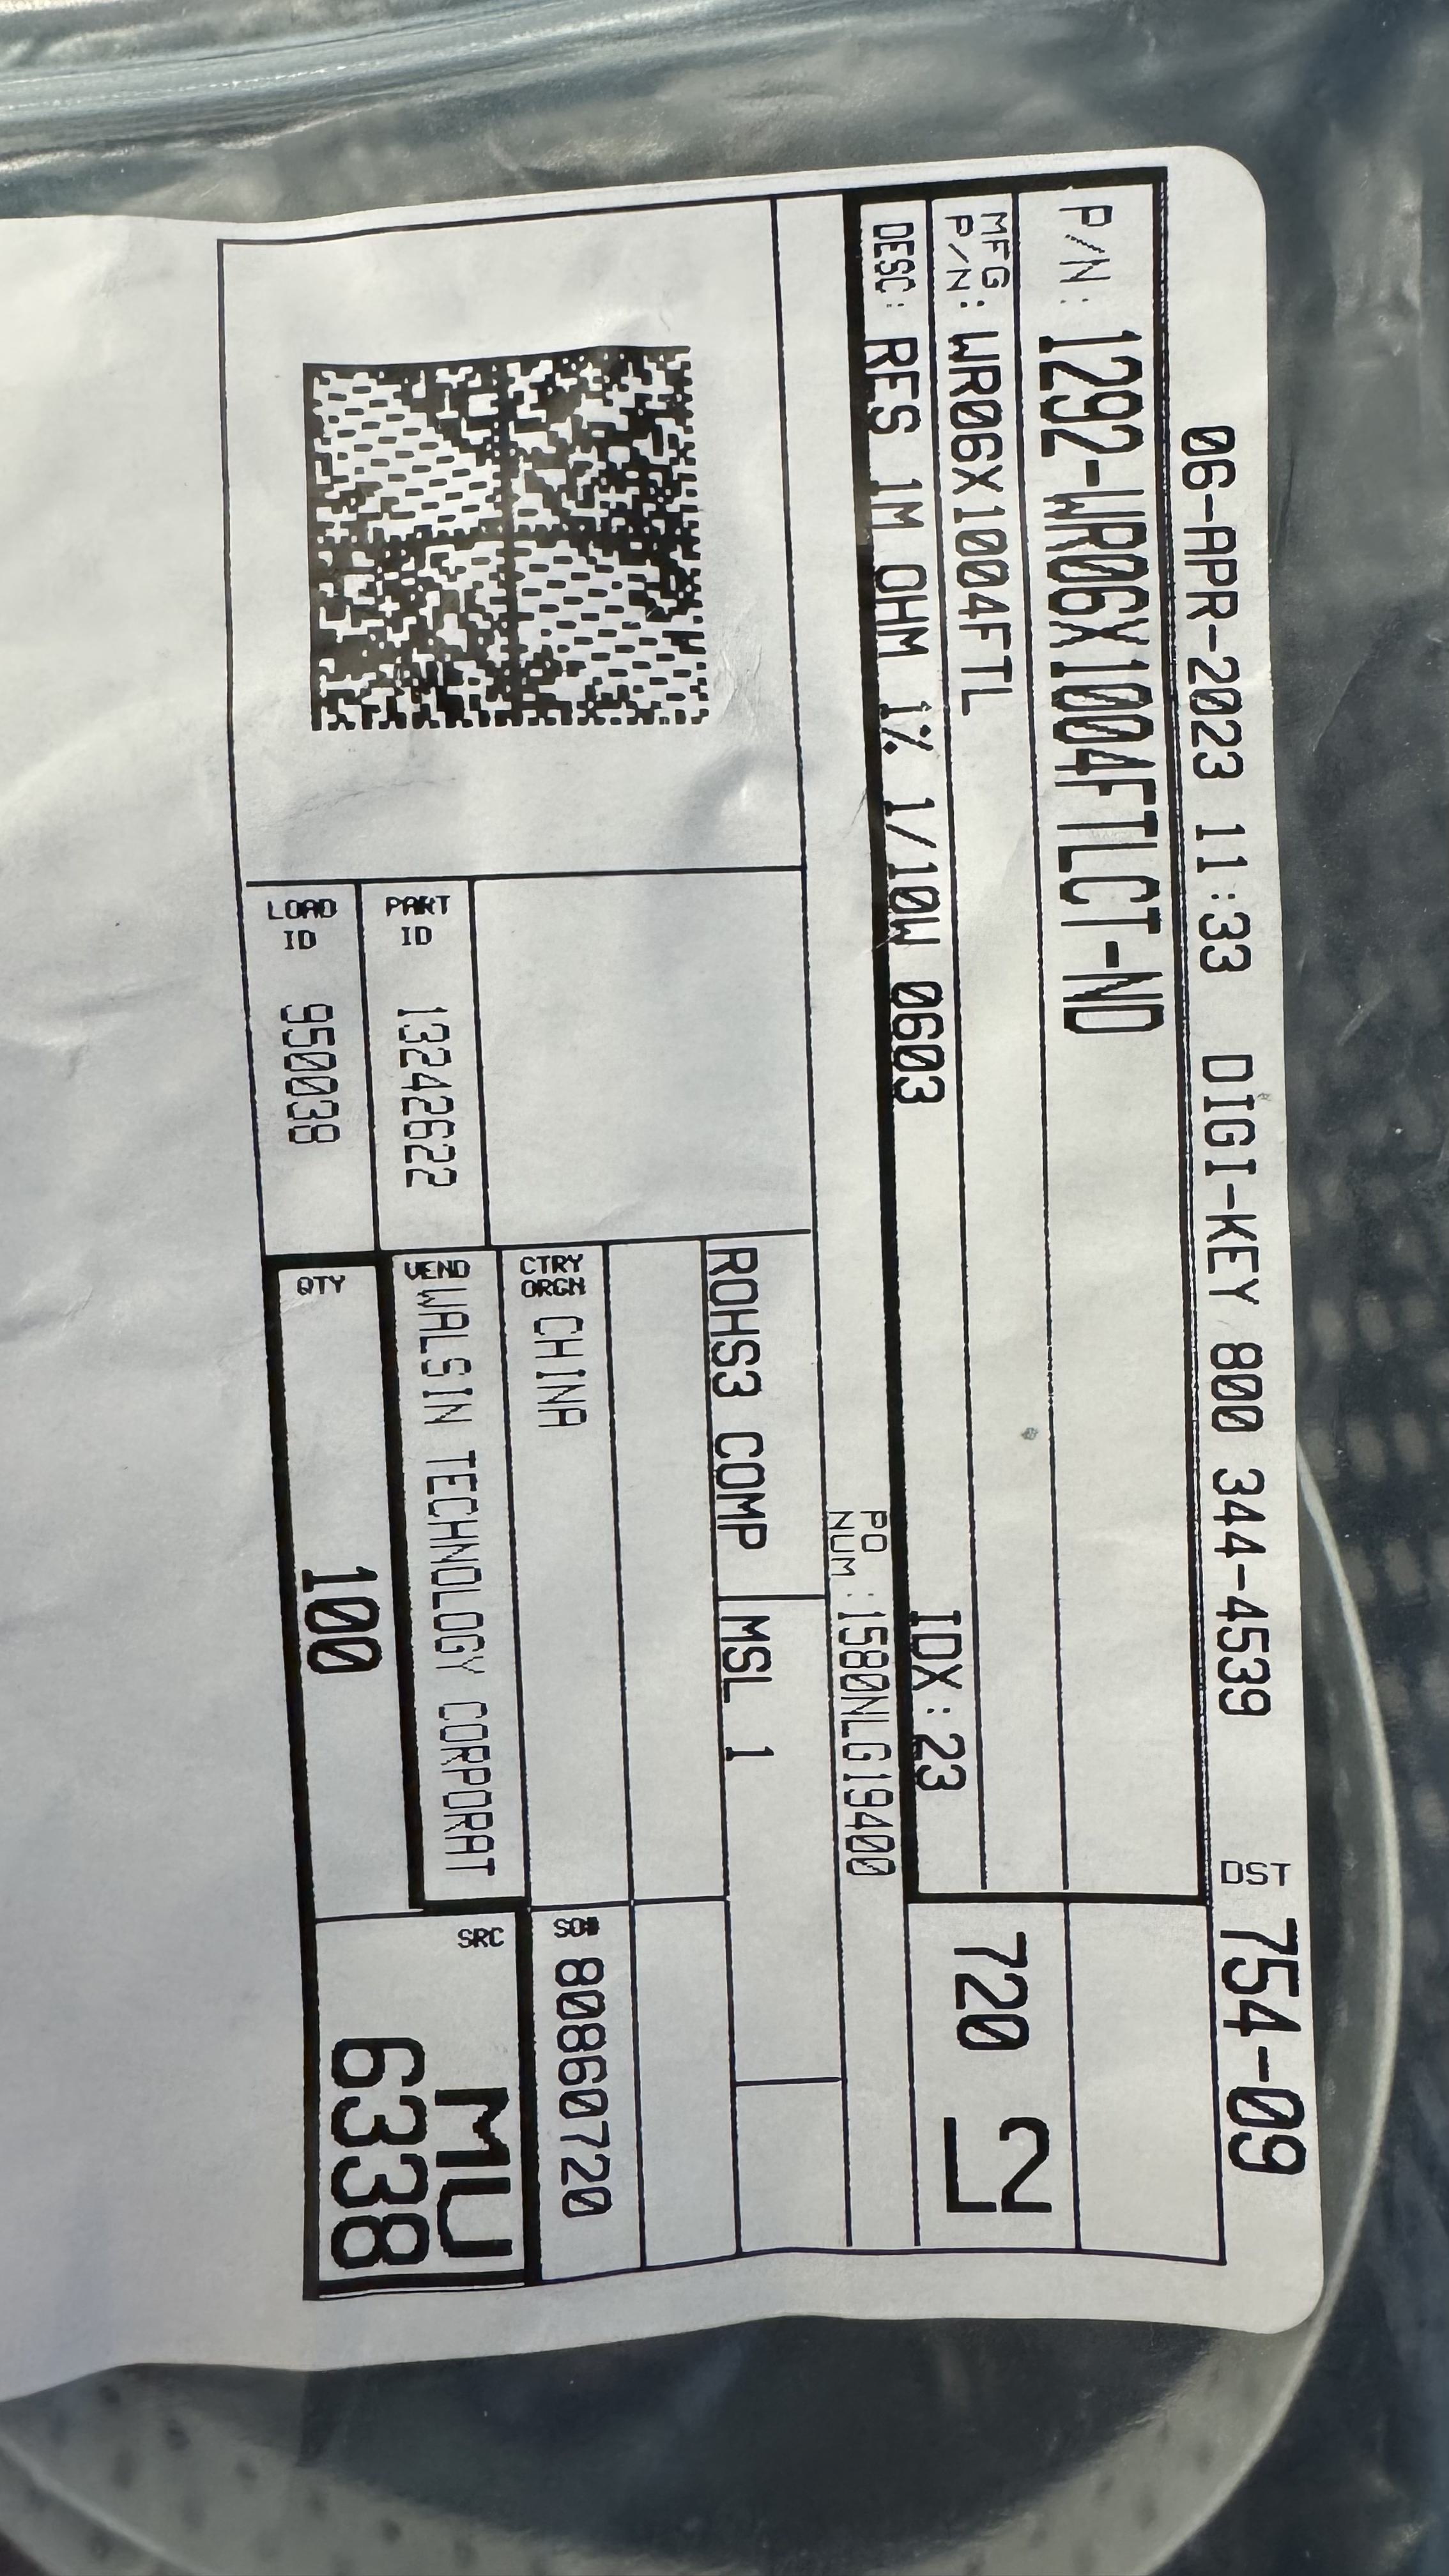 06-APR-2023 11:33 DIGI-KEY 800 344-4539 DST 754-09
P/N: 1292-WR06X1004FTLCT-ND
MFG P/N: WR06X1004FTL
720 L2
DESC: RES 1M OHM 1% 1/10W 0603 IDX:23
PO NUM :1580NLG19400
ROHS3 COMP MSL 1
CTRY ORGN CHINA
SO# 80860720
PART ID 13242622
VEND WALSIN TECHNOLOGY CORPORAT
SRC MU
6338
LOAD ID 950038
QTY 100